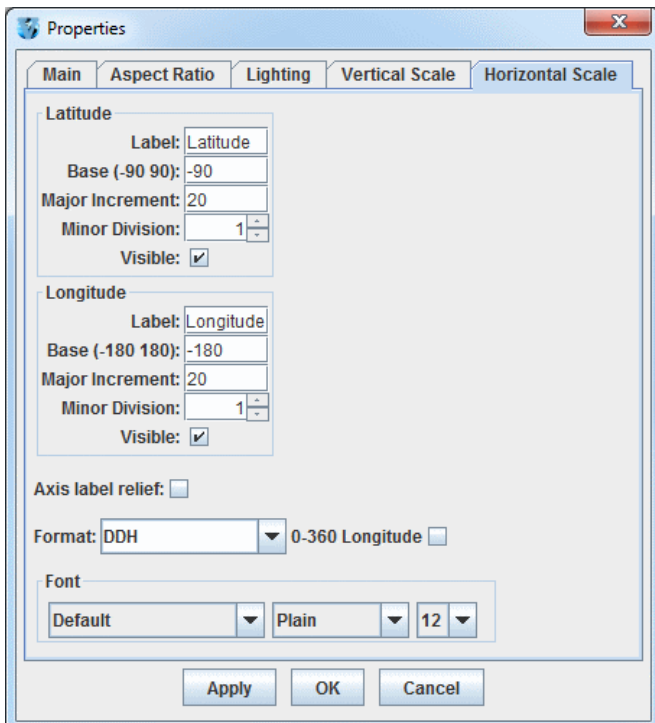 Properties
Main Aspect Ratio Lighting Vertical Scale Horizontal Scale
Latitude
Label: Latitude
Base (-90 90): -90
Major Increment: 20
Minor Division: 1
Visible:
Longitude
Label: Longitude
Base (-180 180): -180
Major Increment: 20
Minor Division: 1
Visible:
Axis label relief:
Format: DDH 0-360 Longitude
Font
Default Plain 12
Apply OK Cancel